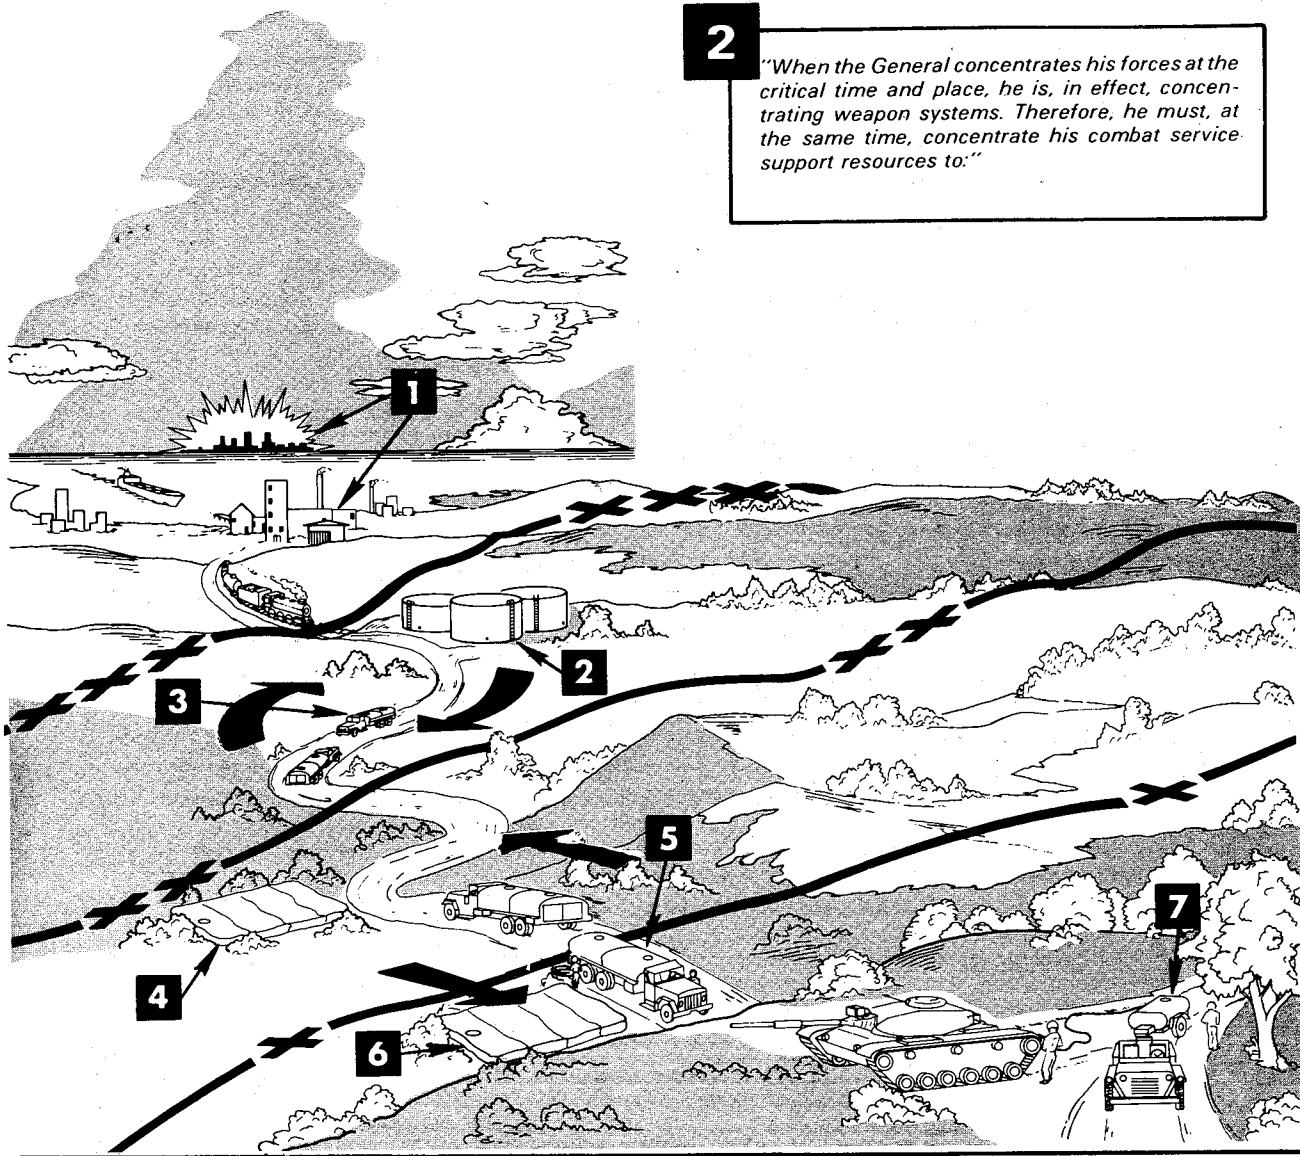 2
"When the General concentrates his forces at the
critical time and place, he is, in effect, concen-
trating weapon systems. Therefore, he must, at
the same time, concentrate his combat service
support resources to:"
1
2
3
5
7
4
6